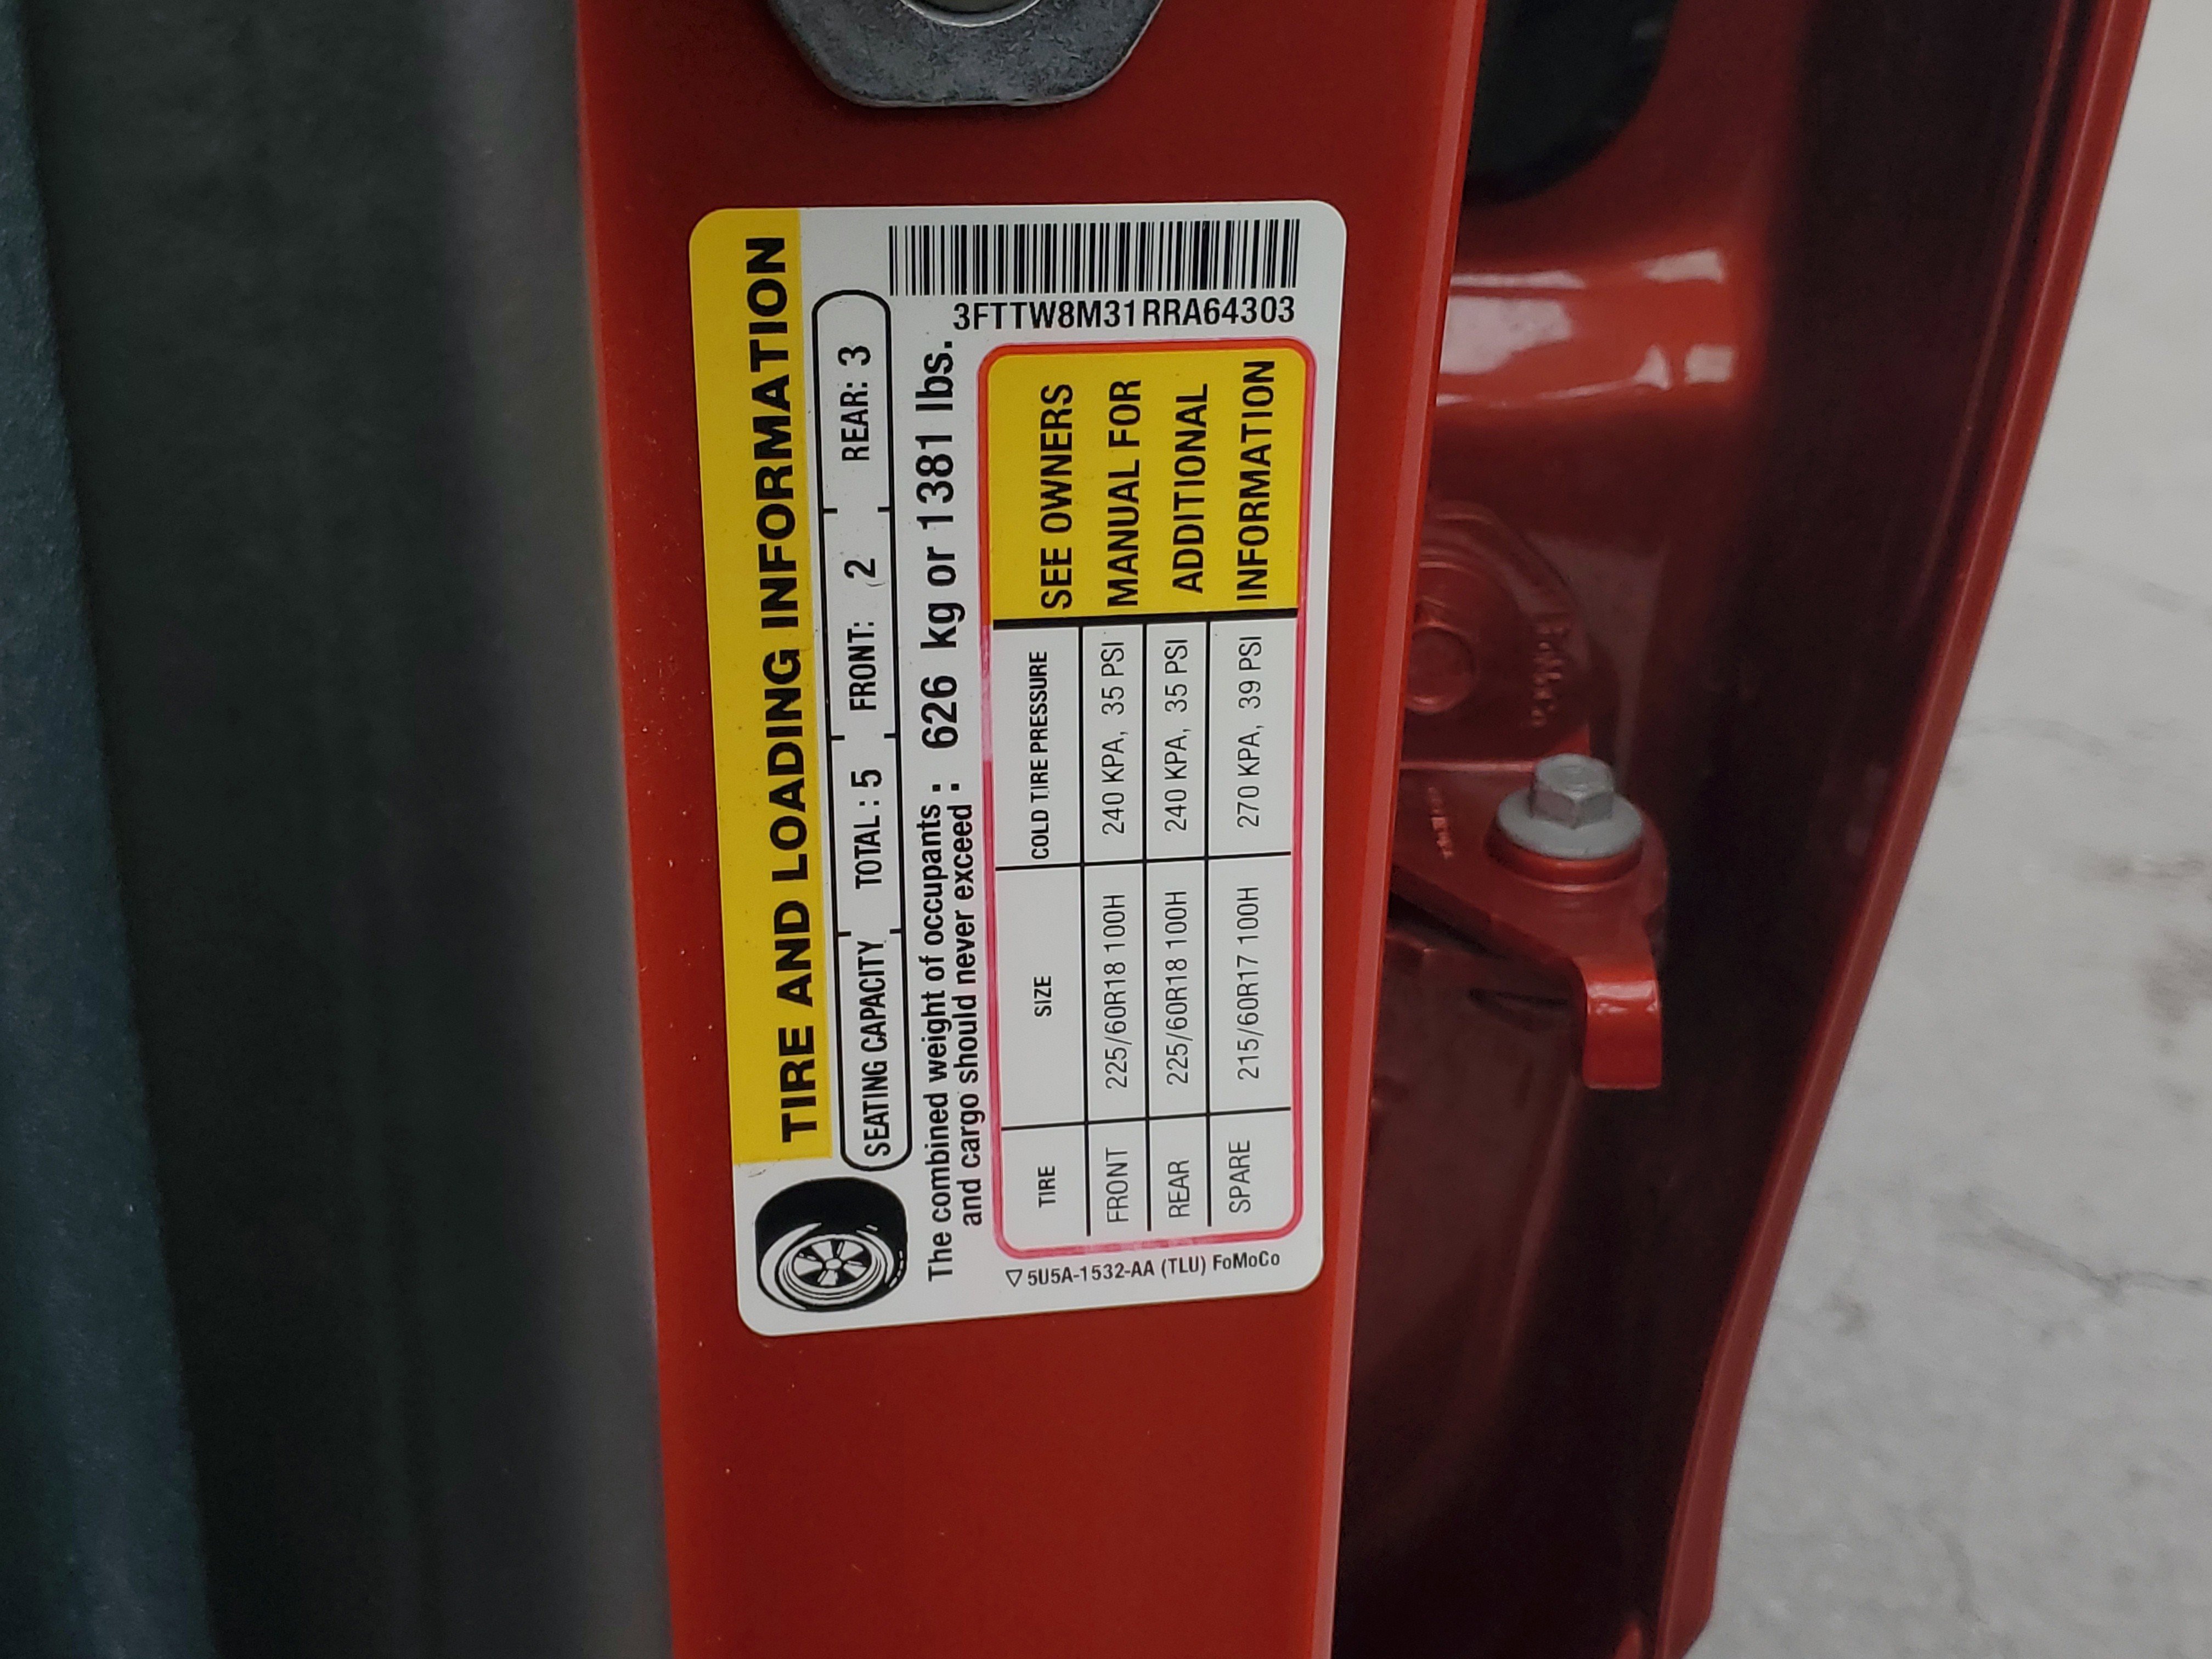 TIRE AND LOADING INFORMATION
SEATING CAPACITY TOTAL : 5 FRONT: 2 REAR: 3
The combined weight of occupants :
and cargo should never exceed : 626 kg or 1381 lbs.
3FTTW8M31RRA64303
TIRE SIZE COLD TIRE PRESSURE
FRONT 225/60R18 100H 240 KPA, 35 PSI
REAR 225/60R18 100H 240 KPA, 35 PSI
SPARE 215/60R17 100H 270 KPA, 39 PSI
SEE OWNERS
MANUAL FOR
ADDITIONAL
INFORMATION
5U5A-1532-AA (TLU) FoMoCo